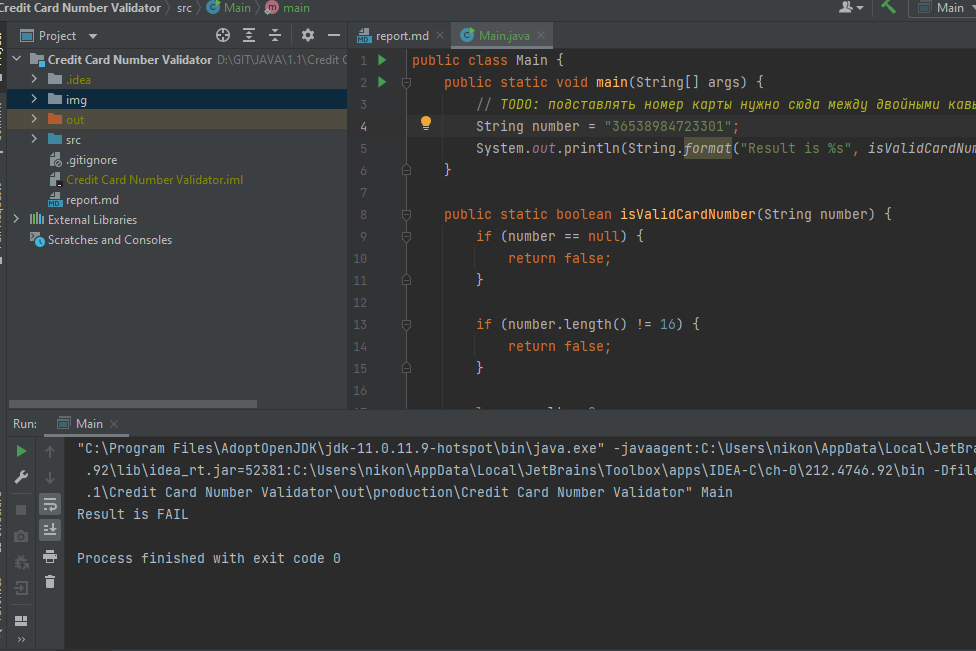 Credit Card Number Validator src Main main Main
Project
report.md Main.java
Credit Card Number Validator D:\GIT\JAVA\1.1\Credit C
.idea
img
out
src
.gitignore
Credit Card Number Validator.iml
report.md
External Libraries
Scratches and Consoles
1 public class Main {
2 public static void main(String[] args) {
3 // TODO: подставлять номер карты нужно сюда между двойными кавы
4 String number = "36538984723301";
5 System.out.println(String.format("Result is %s", isValidCardNum
6 }
7
8 public static boolean isValidCardNumber(String number) {
9 if (number == null) {
10 return false;
11 }
12
13 if (number.length() != 16) {
14 return false;
15 }
16
Run: Main
"C:\Program Files\AdoptOpenJDK\jdk-11.0.11.9-hotspot\bin\java.exe" -javaagent:C:\Users\nikon\AppData\Local\JetBrain
.92\lib\idea_rt.jar=52381:C:\Users\nikon\AppData\Local\JetBrains\Toolbox\apps\IDEA-C\ch-0\212.4746.92\bin -Dfile
.1\Credit Card Number Validator\out\production\Credit Card Number Validator" Main
Result is FAIL
Process finished with exit code 0